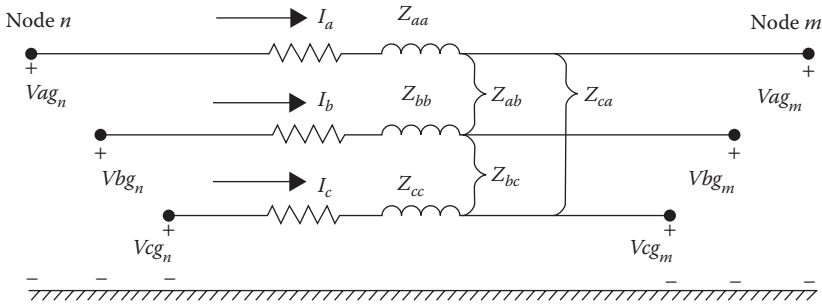 Node n
I_a
Z_aa
Node m
+
Vag_n
I_b
Z_bb
Z_ab
Z_ca
+
Vag_m
+
Vbg_n
I_c
Z_cc
Z_bc
+
Vbg_m
+
Vcg_n
+
Vcg_m
− − − − − −